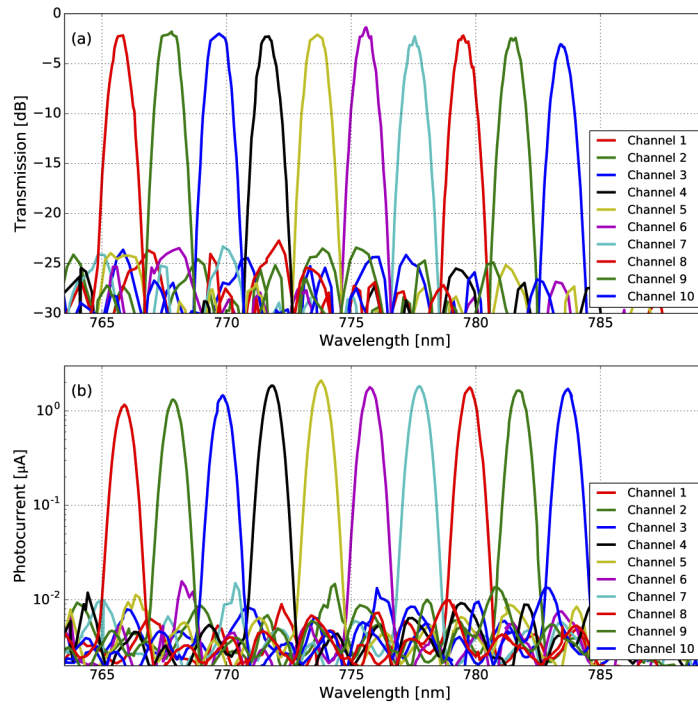 (a)
Transmission [dB]
0
−5
−10
−15
−20
−25
−30
Channel 1
Channel 2
Channel 3
Channel 4
Channel 5
Channel 6
Channel 7
Channel 8
Channel 9
Channel 10
765 770 775 780 785
Wavelength [nm]
(b)
Photocurrent [µA]
10^0
10^-1
10^-2
Channel 1
Channel 2
Channel 3
Channel 4
Channel 5
Channel 6
Channel 7
Channel 8
Channel 9
Channel 10
765 770 775 780 785
Wavelength [nm]